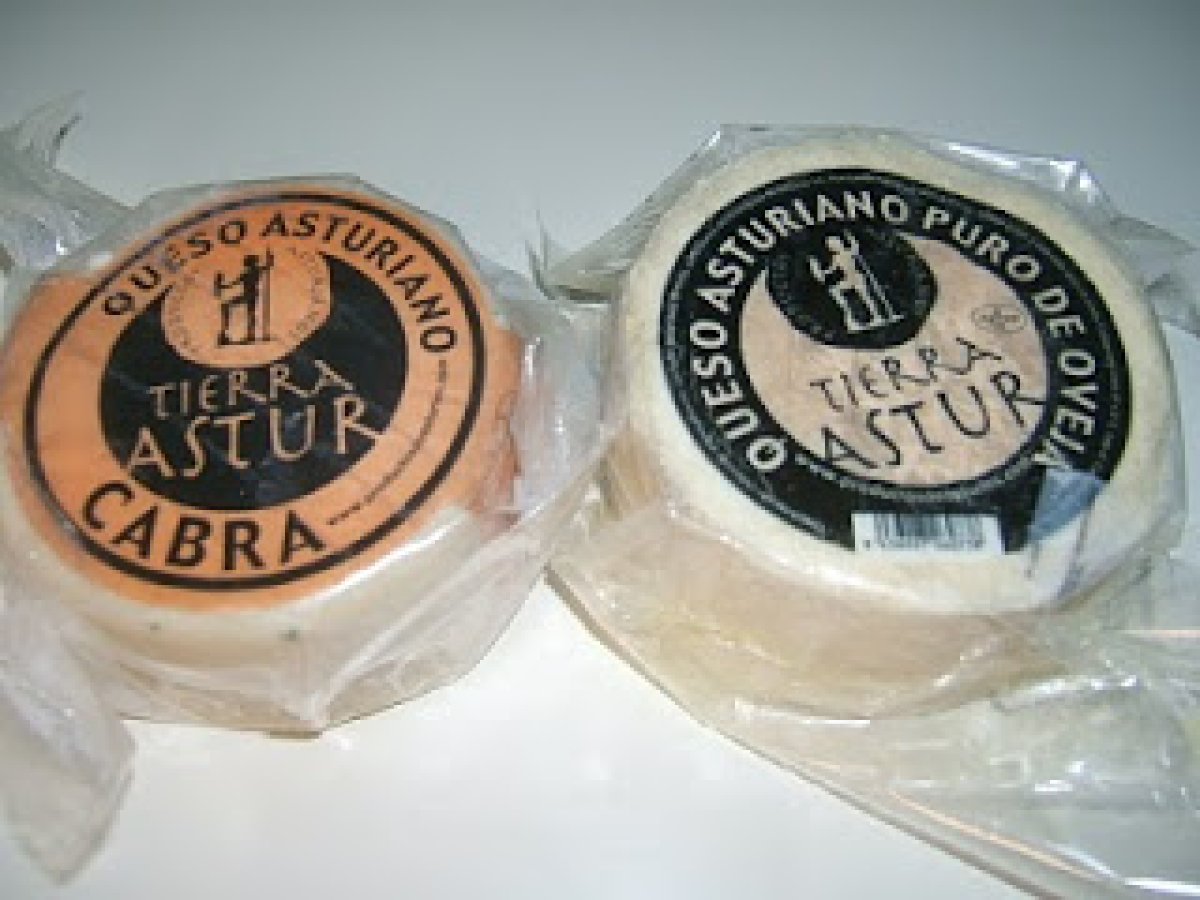 QUESO ASTURIANO
TIERRA
ASTUR
CABRA
QUESO ASTURIANO PURO DE OVEJA
TIERRA
ASTUR